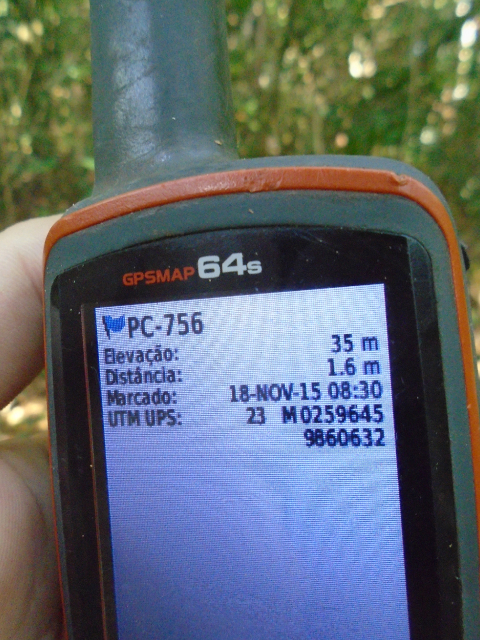 GPSMAP 64s
PC-756
Elevação: 35 m
Distância: 1.6 m
Marcado: 18-NOV-15 08:30
UTM UPS: 23 M 0259645
9860632